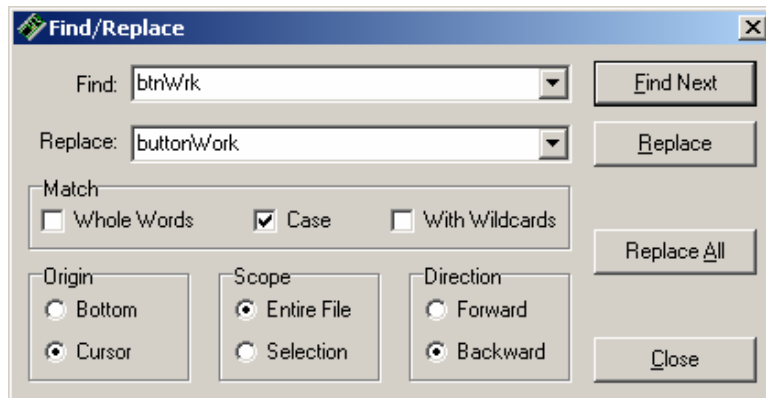 Find/Replace
Find: btnWrk Find Next
Replace: buttonWork Replace
Match
Whole Words Case With Wildcards
Replace All
Origin Scope Direction
Bottom Entire File Forward
Cursor Selection Backward Close